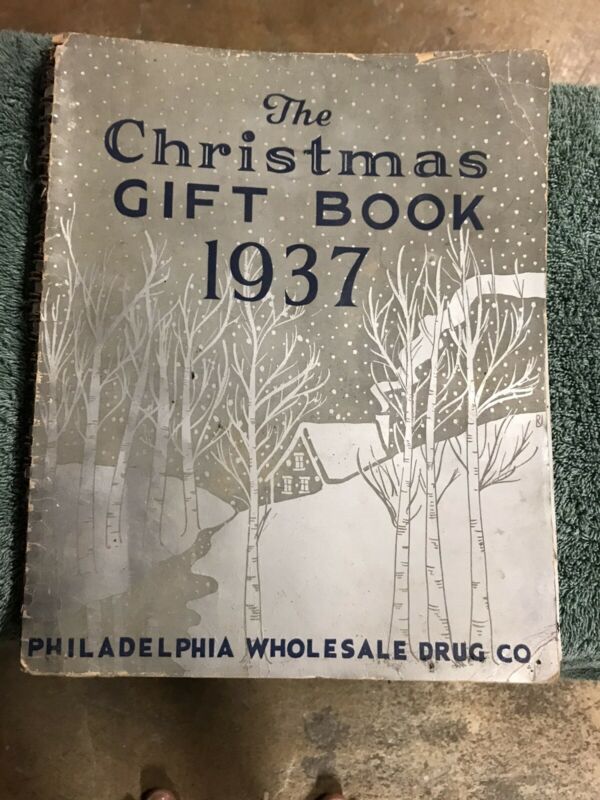 The
Christmas
GIFT BOOK
1937
PHILADELPHIA WHOLESALE DRUG CO